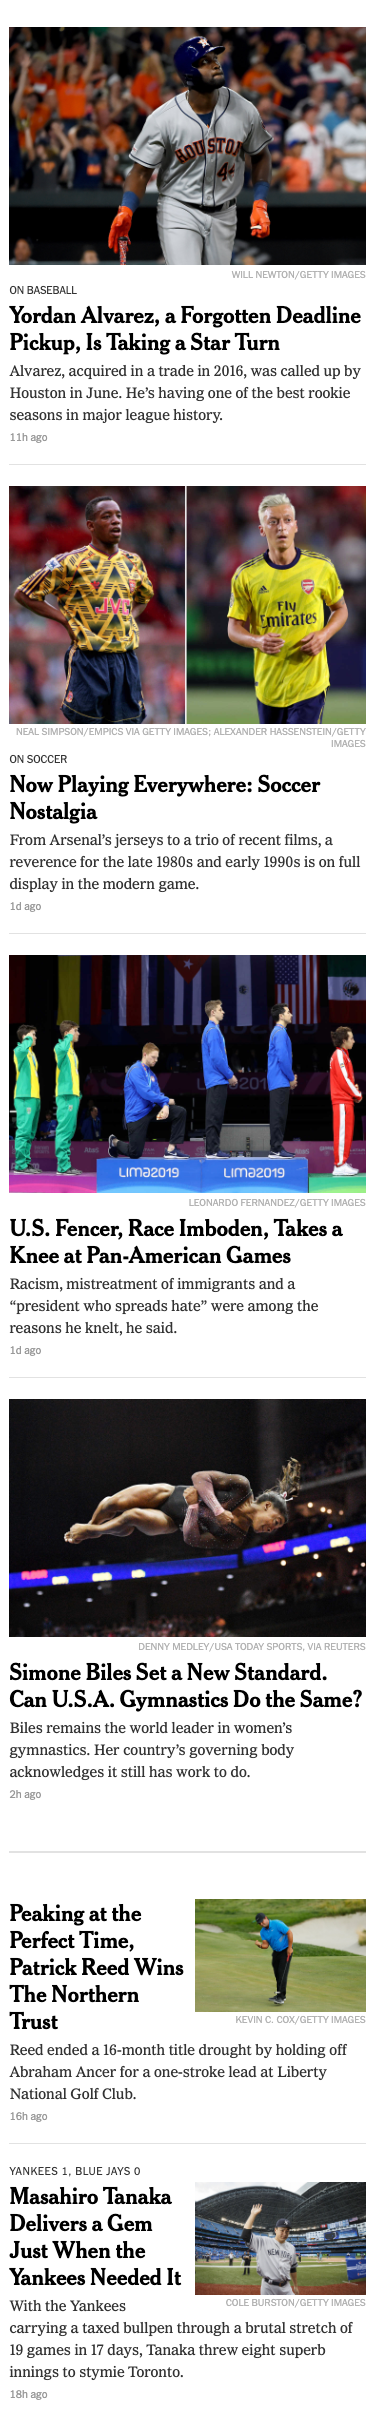 HOUSTON
44
WILL NEWTON/GETTY IMAGES
ON BASEBALL
Yordan Alvarez, a Forgotten Deadline
Pickup, Is Taking a Star Turn
Alvarez, acquired in a trade in 2016, was called up by
Houston in June. He’s having one of the best rookie
seasons in major league history.
11h ago
JVC
Fly
Emirates
NEAL SIMPSON/EMPICS VIA GETTY IMAGES; ALEXANDER HASSENSTEIN/GETTY
IMAGES
ON SOCCER
Now Playing Everywhere: Soccer
Nostalgia
From Arsenal’s jerseys to a trio of recent films, a
reverence for the late 1980s and early 1990s is on full
display in the modern game.
1d ago
LIMA2019 LIMA2019
LEONARDO FERNANDEZ/GETTY IMAGES
U.S. Fencer, Race Imboden, Takes a
Knee at Pan-American Games
Racism, mistreatment of immigrants and a
“president who spreads hate” were among the
reasons he knelt, he said.
1d ago
FLOOR
VAULT
DENNY MEDLEY/USA TODAY SPORTS, VIA REUTERS
Simone Biles Set a New Standard.
Can U.S.A. Gymnastics Do the Same?
Biles remains the world leader in women’s
gymnastics. Her country’s governing body
acknowledges it still has work to do.
2h ago
Peaking at the
Perfect Time,
Patrick Reed Wins
The Northern
Trust
KEVIN C. COX/GETTY IMAGES
Reed ended a 16-month title drought by holding off
Abraham Ancer for a one-stroke lead at Liberty
National Golf Club.
16h ago
YANKEES 1, BLUE JAYS 0
Masahiro Tanaka
Delivers a Gem
Just When the
Yankees Needed It
NEW YORK
COLE BURSTON/GETTY IMAGES
With the Yankees
carrying a taxed bullpen through a brutal stretch of
19 games in 17 days, Tanaka threw eight superb
innings to stymie Toronto.
18h ago